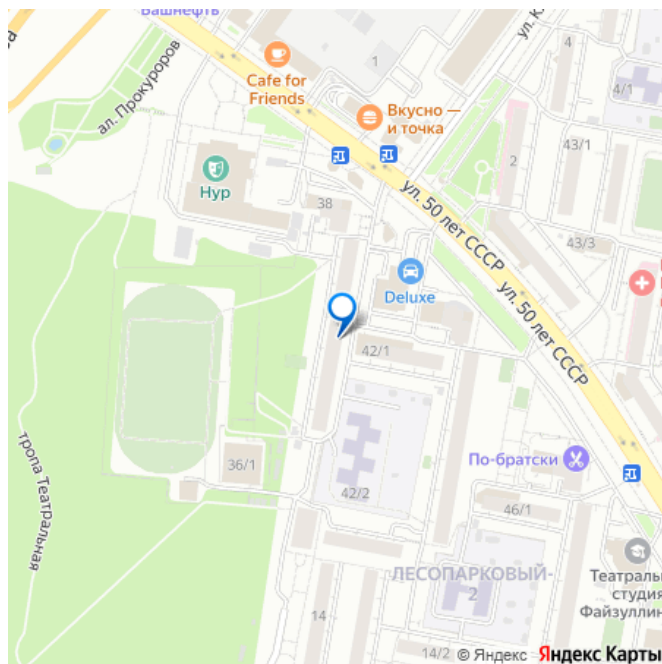 Башнефть
ул. К.
4
Cafe for
Friends
1
4/1
ал. Прокуроров
Вкусно —
и точка
43/1
2
Нур
38
ул. 50 лет СССР
43/3
Deluxe
ул. 50 лет СССР
42/1
тропа Театральная
По-братски
36/1
42/2
46/1
ЛЕСОПАРКОВЫЙ-
2
Театраль
студия
Файзуллин
14
14/2
© Яндекс Яндекс Карты